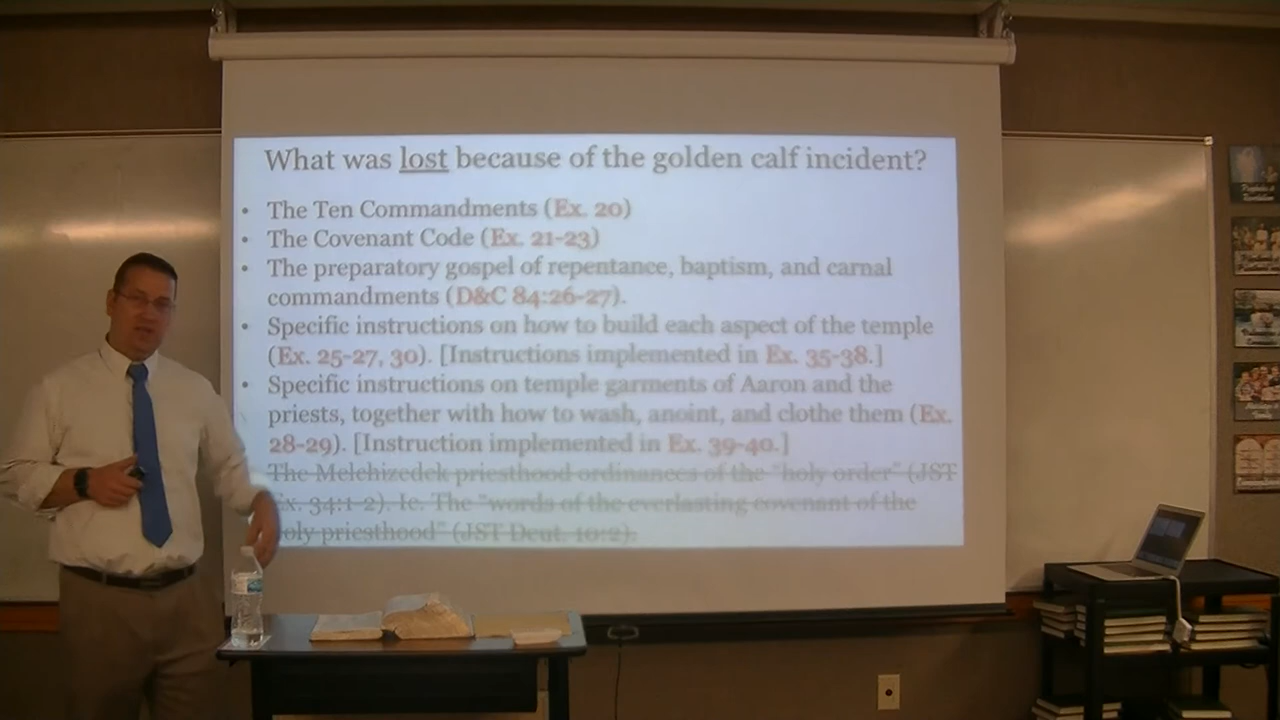 What was lost because of the golden calf incident?
• The Ten Commandments (Ex. 20)
• The Covenant Code (Ex. 21-23)
• The preparatory gospel of repentance, baptism, and carnal
commandments (D&C 84:26-27).
• Specific instructions on how to build each aspect of the temple
(Ex. 25-27, 30). [Instructions implemented in Ex. 35-38.]
• Specific instructions on temple garments of Aaron and the
priests, together with how to wash, anoint, and clothe them (Ex.
28-29). [Instruction implemented in Ex. 39-40.]
The Melchizedek priesthood ordinances of the "holy order" (JST
Ex. 34:1-2). Ie. The "words of the everlasting covenant of the
holy priesthood" (JST Deut. 10:2).